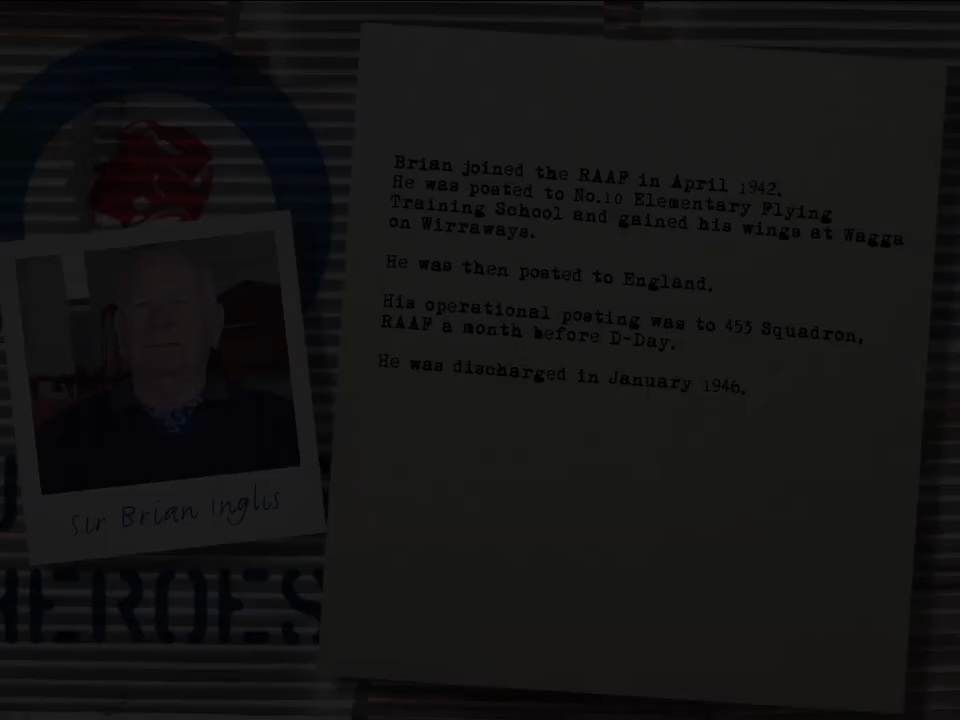 Brian joined the RAAF in April 1942.
He was posted to No.10 Elementary Flying
Training School and gained his wings at Wagga
on Wirraways.
He was then posted to England.
His operational posting was to 453 Squadron,
RAAF a month before D-Day.
He was discharged in January 1946.
Sir Brian Inglis
HEROES